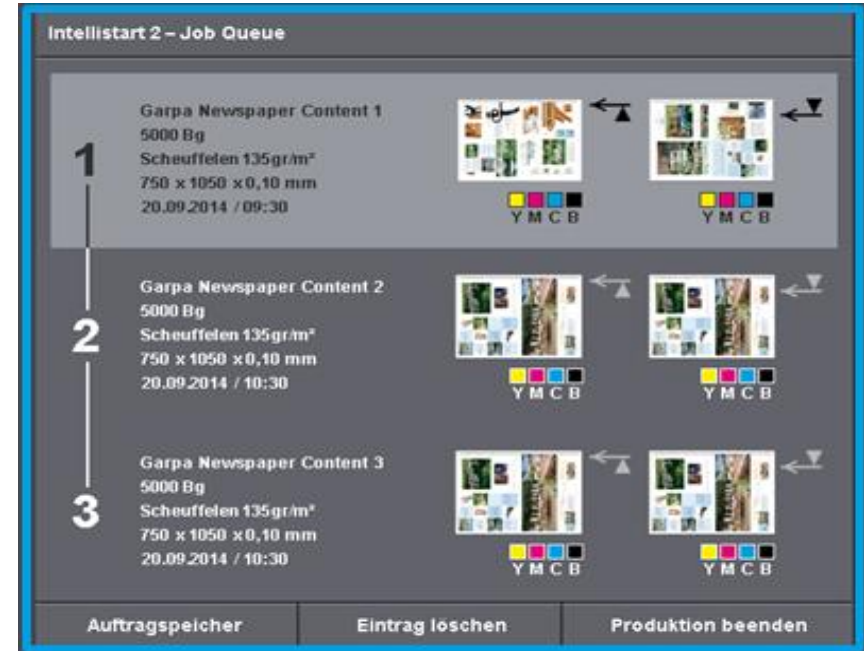 Intellistart 2 – Job Queue
1
Garpa Newspaper Content 1
5000 Bg
Scheuffelen 135gr/m²
750 x 1050 x 0,10 mm
20.09.2014 / 09:30
Y M C B
Y M C B
2
Garpa Newspaper Content 2
5000 Bg
Scheuffelen 135gr/m²
750 x 1050 x 0,10 mm
20.09.2014 / 10:30
Y M C B
Y M C B
3
Garpa Newspaper Content 3
5000 Bg
Scheuffelen 135gr/m²
750 x 1050 x 0,10 mm
20.09.2014 / 10:30
Y M C B
Y M C B
Auftragspeicher
Eintrag löschen
Produktion beenden